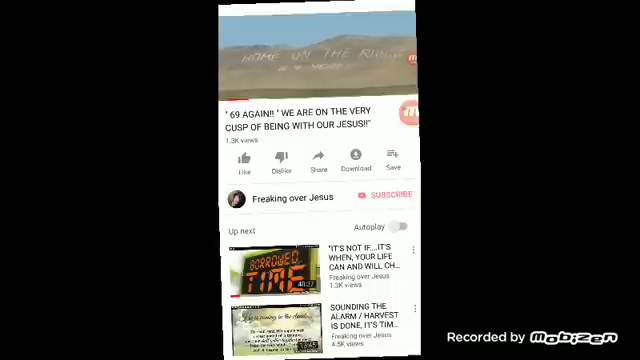 HOME ON THE RANGE
" 69 AGAIN!! " WE ARE ON THE VERY
CUSP OF BEING WITH OUR JESUS!!"
1.3K views
Like
Dislike
Share
Download
Save
Freaking over Jesus
SUBSCRIBE
Up next
Autoplay
BORROWED
TIME
48:37
"IT'S NOT IF....IT'S
WHEN, YOUR LIFE
CAN AND WILL CH...
Freaking over Jesus
1.3K views
SOUNDING THE
ALARM / HARVEST
IS DONE, IT'S TIM...
Freaking over Jesus
4.5K views
Recorded by mobizen